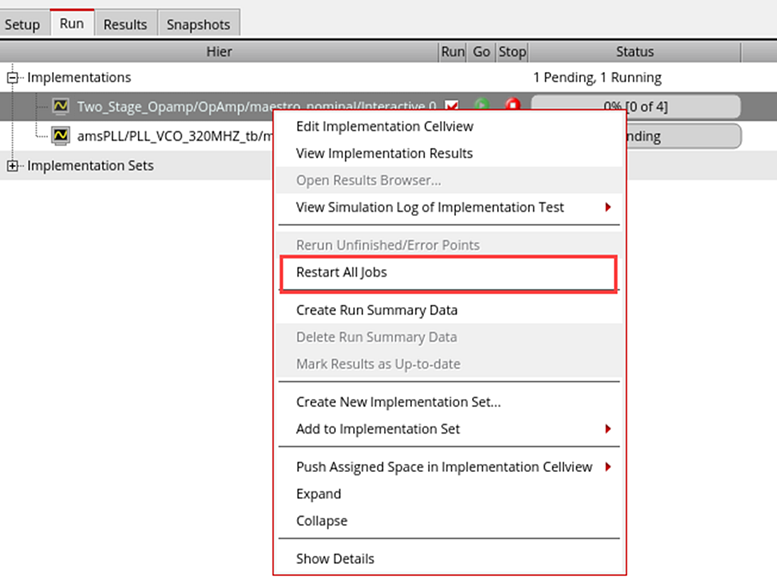 Setup Run Results Snapshots
Hier Run Go Stop Status
Implementations 1 Pending, 1 Running
Two_Stage_Opamp/OpAmp/maestro_nominal/Interactive.0 0% [0 of 4]
amsPLL/PLL_VCO_320MHZ_tb/m nding
Implementation Sets
Edit Implementation Cellview
View Implementation Results
Open Results Browser...
View Simulation Log of Implementation Test
Rerun Unfinished/Error Points
Restart All Jobs
Create Run Summary Data
Delete Run Summary Data
Mark Results as Up-to-date
Create New Implementation Set...
Add to Implementation Set
Push Assigned Space in Implementation Cellview
Expand
Collapse
Show Details